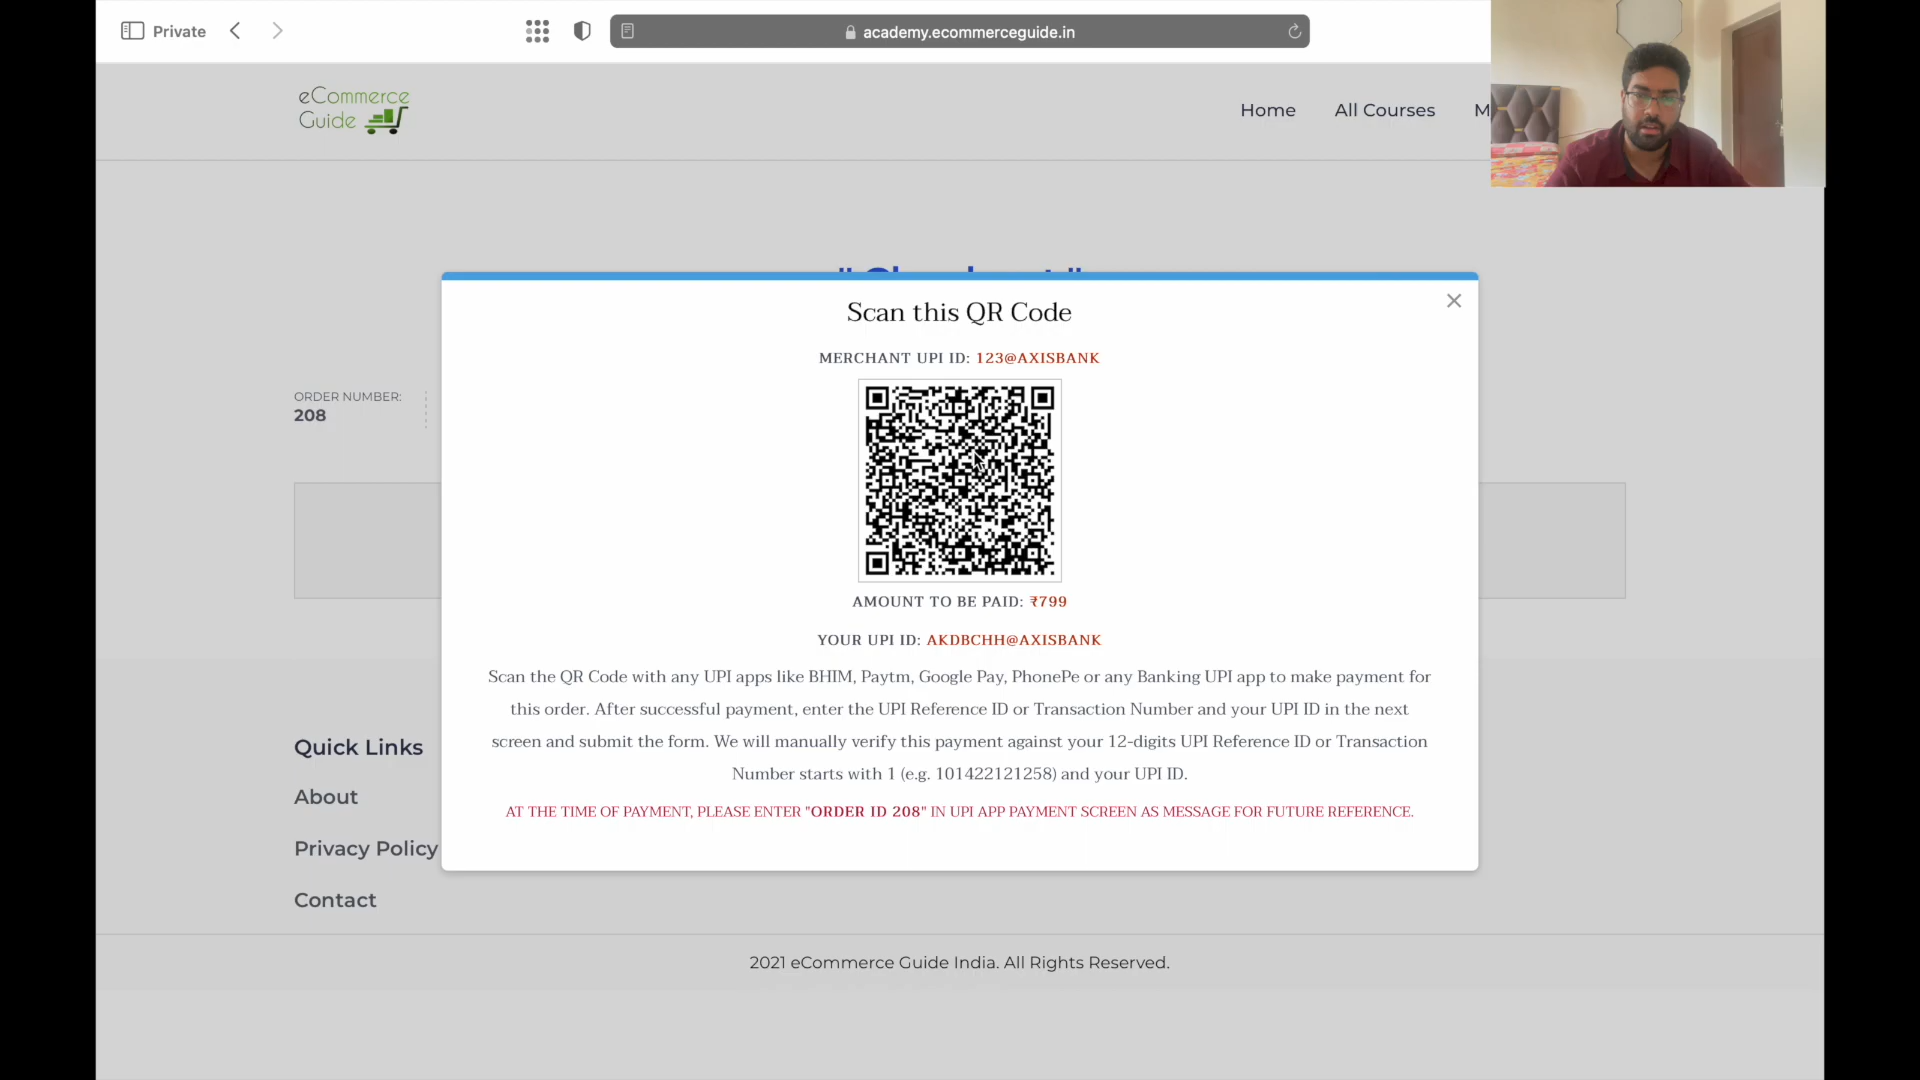 Private
academy.ecommerceguide.in
eCommerce
Guide
Home
All Courses
M
Scan this QR Code
MERCHANT UPI ID: 123@AXISBANK
ORDER NUMBER:
208
AMOUNT TO BE PAID: ₹799
YOUR UPI ID: AKDBCHH@AXISBANK
Scan the QR Code with any UPI apps like BHIM, Paytm, Google Pay, PhonePe or any Banking UPI app to make payment for
this order. After successful payment, enter the UPI Reference ID or Transaction Number and your UPI ID in the next
screen and submit the form. We will manually verify this payment against your 12-digits UPI Reference ID or Transaction
Number starts with 1 (e.g. 101422121258) and your UPI ID.
AT THE TIME OF PAYMENT, PLEASE ENTER "ORDER ID 208" IN UPI APP PAYMENT SCREEN AS MESSAGE FOR FUTURE REFERENCE.
Quick Links
About
Privacy Policy
Contact
2021 eCommerce Guide India. All Rights Reserved.